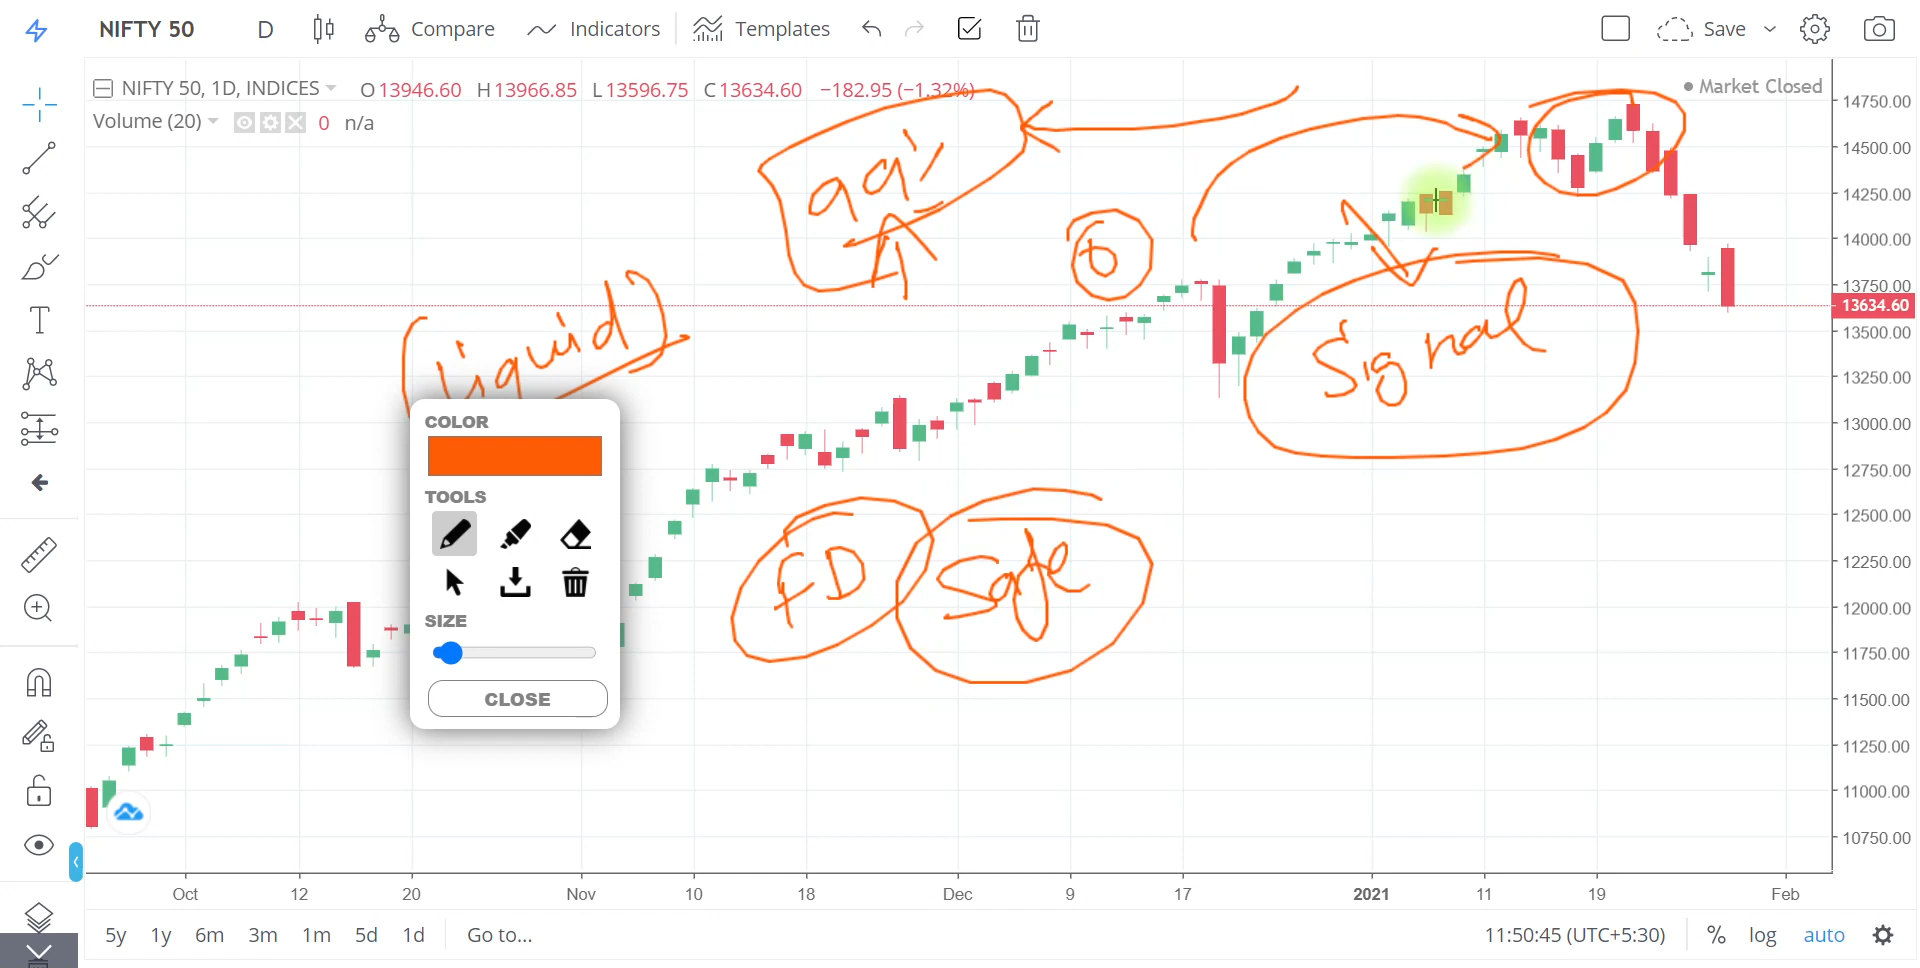 NIFTY 50 D Compare Indicators Templates Save
NIFTY 50, 1D, INDICES O13946.60 H13966.85 L13596.75 C13634.60 −182.95 (−1.32%)
Market Closed
Volume (20) 0 n/a
14750.00
14500.00
14250.00
14000.00
13750.00
13634.60
13500.00
13250.00
13000.00
12750.00
12500.00
12250.00
12000.00
11750.00
11500.00
11250.00
11000.00
10750.00
6
Liquid
Signal
FD Safe
COLOR
TOOLS
SIZE
CLOSE
Oct 12 20 Nov 10 18 Dec 9 17 2021 11 19 Feb
5y 1y 6m 3m 1m 5d 1d Go to... 11:50:45 (UTC+5:30) % log auto